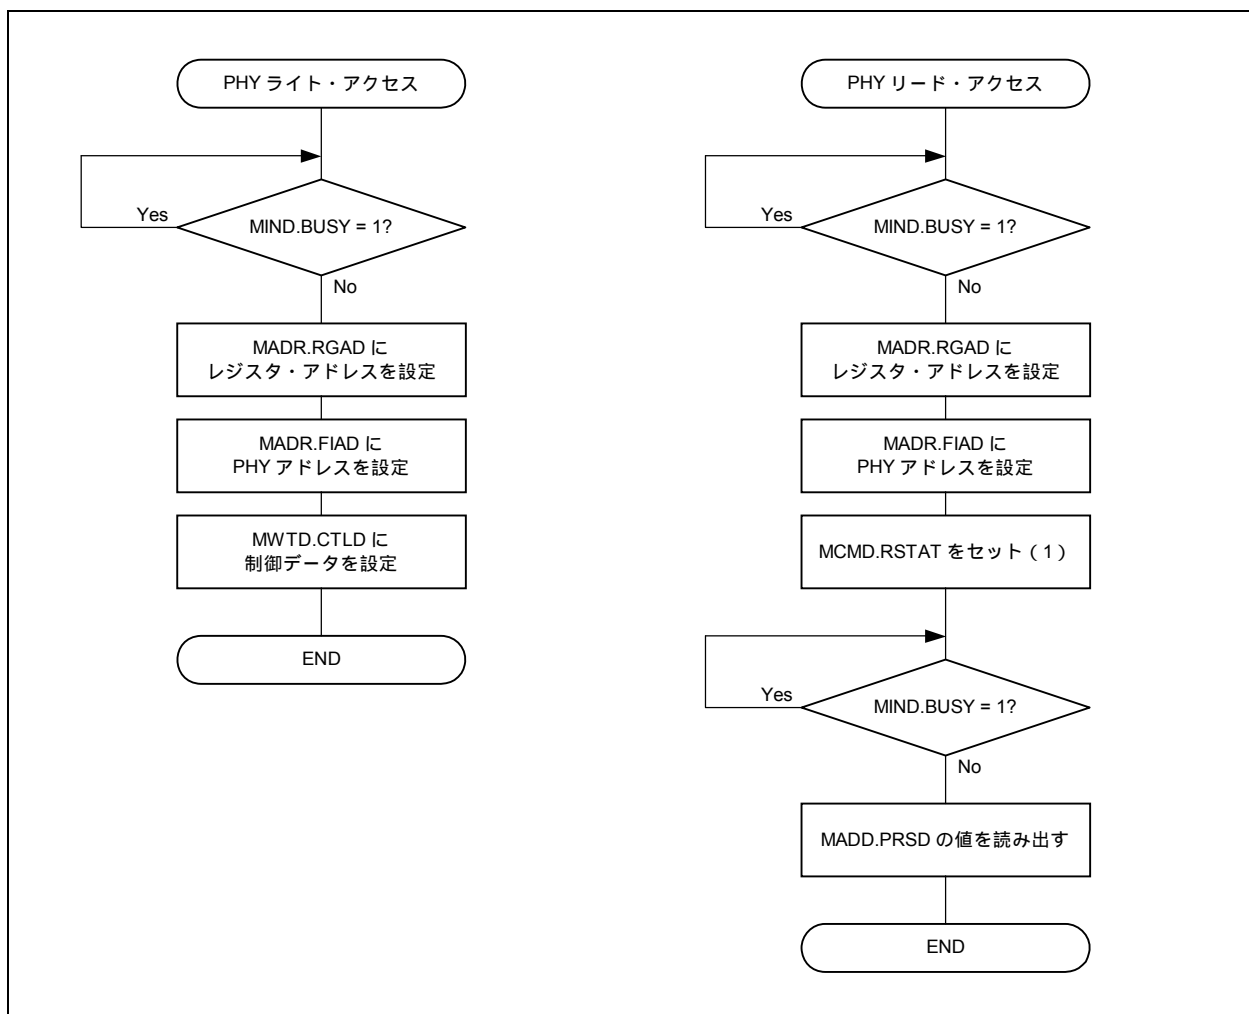 PHY ライト・アクセス
Yes
MIND.BUSY = 1?
No
MADR.RGAD に
レジスタ・アドレスを設定
MADR.FIAD に
PHY アドレスを設定
MWTD.CTLD に
制御データを設定
END
PHY リード・アクセス
Yes
MIND.BUSY = 1?
No
MADR.RGAD に
レジスタ・アドレスを設定
MADR.FIAD に
PHY アドレスを設定
MCMD.RSTAT をセット（1）
Yes
MIND.BUSY = 1?
No
MADD.PRSD の値を読み出す
END